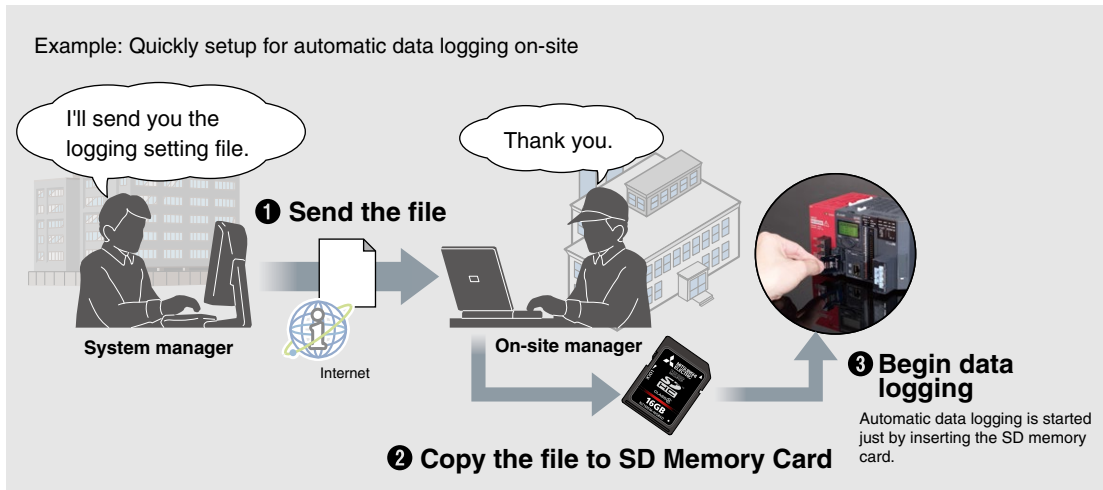 Example: Quickly setup for automatic data logging on-site
I'll send you the
logging setting file.
Thank you.
❶ Send the file
System manager
Internet
On-site manager
MITSUBISHI
ELECTRIC
16GB
❷ Copy the file to SD Memory Card
❸ Begin data
logging
Automatic data logging is started
just by inserting the SD memory
card.